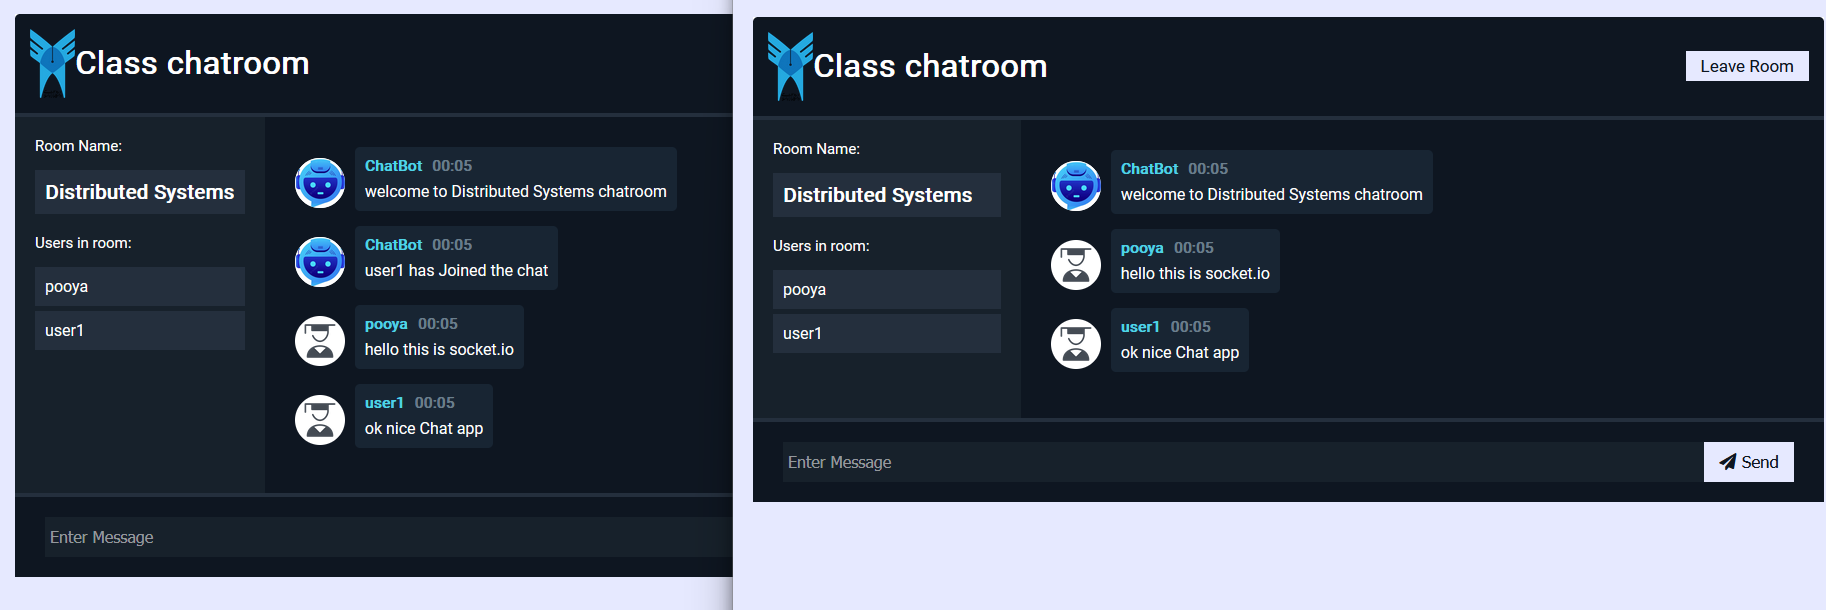 Class chatroom
Room Name:
Distributed Systems
Users in room:
pooya
user1
ChatBot 00:05
welcome to Distributed Systems chatroom
ChatBot 00:05
user1 has Joined the chat
pooya 00:05
hello this is socket.io
user1 00:05
ok nice Chat app
Enter Message
Class chatroom
Leave Room
Room Name:
Distributed Systems
Users in room:
pooya
user1
ChatBot 00:05
welcome to Distributed Systems chatroom
pooya 00:05
hello this is socket.io
user1 00:05
ok nice Chat app
Enter Message
Send